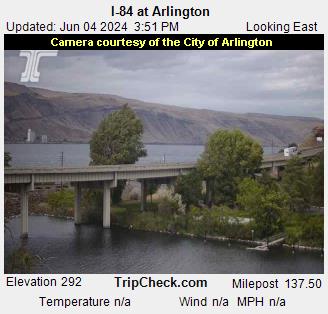 I-84 at Arlington
Updated: Jun 04 2024 3:51 PM Looking East
Camera courtesy of the City of Arlington
Elevation 292 TripCheck.com Milepost 137.50
Temperature n/a Wind n/a MPH n/a